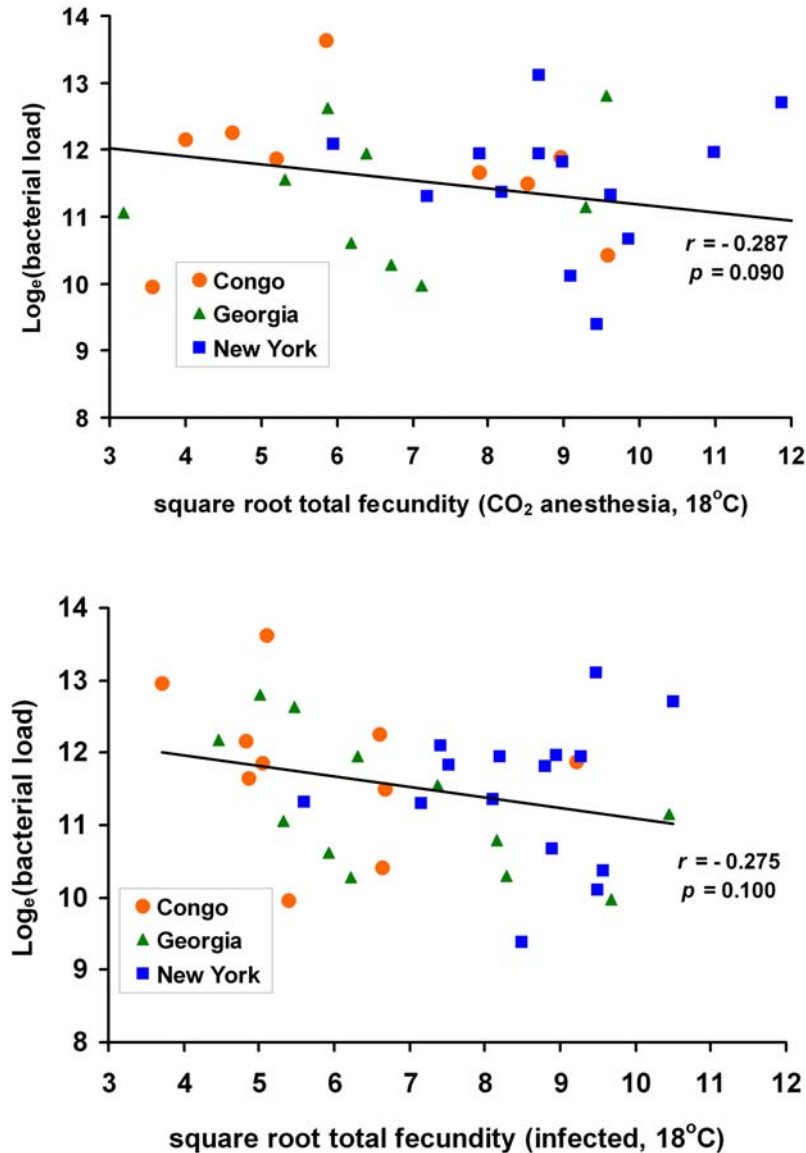 14
13
12
11
10
9
8
Logₑ(bacterial load)
r = - 0.287
p = 0.090
Congo
Georgia
New York
3 4 5 6 7 8 9 10 11 12
square root total fecundity (CO₂ anesthesia, 18°C)
14
13
12
11
10
9
8
Logₑ(bacterial load)
r = - 0.275
p = 0.100
Congo
Georgia
New York
3 4 5 6 7 8 9 10 11 12
square root total fecundity (infected, 18°C)